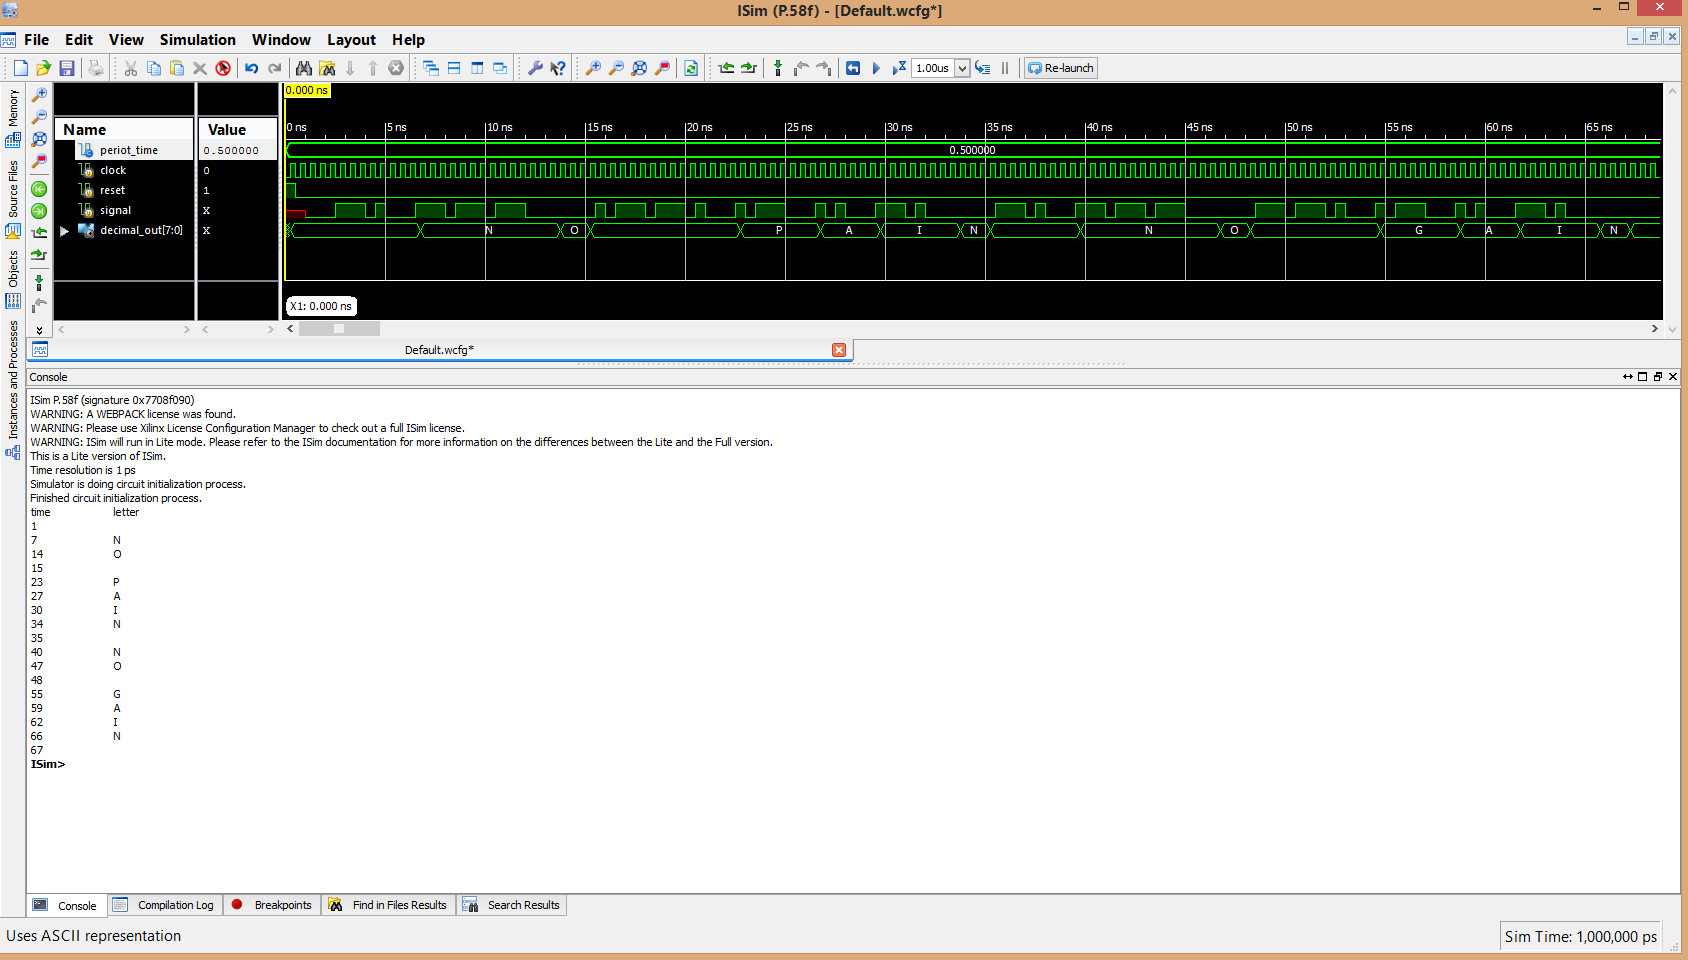 ISim (P.58f) - [Default.wcfg*]
File Edit View Simulation Window Layout Help
1.00us Re-launch
Memory
Source Files
Objects
Instances and Processes
0.000 ns
Name Value
0 ns 5 ns 10 ns 15 ns 20 ns 25 ns 30 ns 35 ns 40 ns 45 ns 50 ns 55 ns 60 ns 65 ns
periot_time 0.500000 0.500000
clock 0
reset 1
signal X
decimal_out[7:0] X N O P A I N N O G A I N
X1: 0.000 ns
Default.wcfg*
Console
ISim P.58f (signature 0x7708f090)
WARNING: A WEBPACK license was found.
WARNING: Please use Xilinx License Configuration Manager to check out a full ISim license.
WARNING: ISim will run in Lite mode. Please refer to the ISim documentation for more information on the differences between the Lite and the Full version.
This is a Lite version of ISim.
Time resolution is 1 ps
Simulator is doing circuit initialization process.
Finished circuit initialization process.
time letter
1
7 N
14 O
15
23 P
27 A
30 I
34 N
35
40 N
47 O
48
55 G
59 A
62 I
66 N
67
ISim>
Console Compilation Log Breakpoints Find in Files Results Search Results
Uses ASCII representation Sim Time: 1,000,000 ps